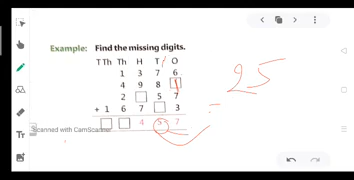 Example: Find the missing digits.
T Th Th H T O
1 3 7 6
4 9 8 1
2 □ 5 7
+ 1 6 7 □ 3
□ □ 4 5 7
= 25
Scanned with CamScanner